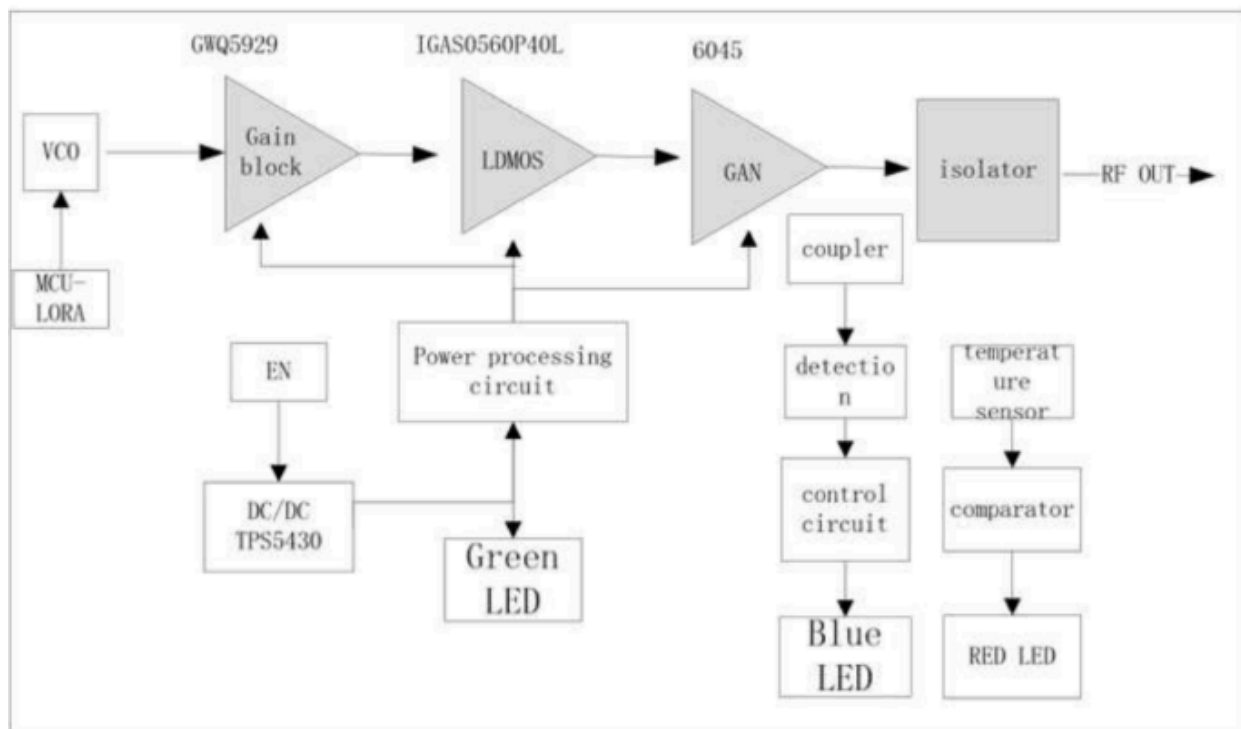 GWQ5929
IGAS0560P40L
6045
VCO
Gain
block
LDMOS
GAN
isolator
RF OUT
MCU-
LORA
coupler
EN
Power processing
circuit
detectio
n
temperat
ure
sensor
DC/DC
TPS5430
control
circuit
comparator
Green
LED
Blue
LED
RED LED